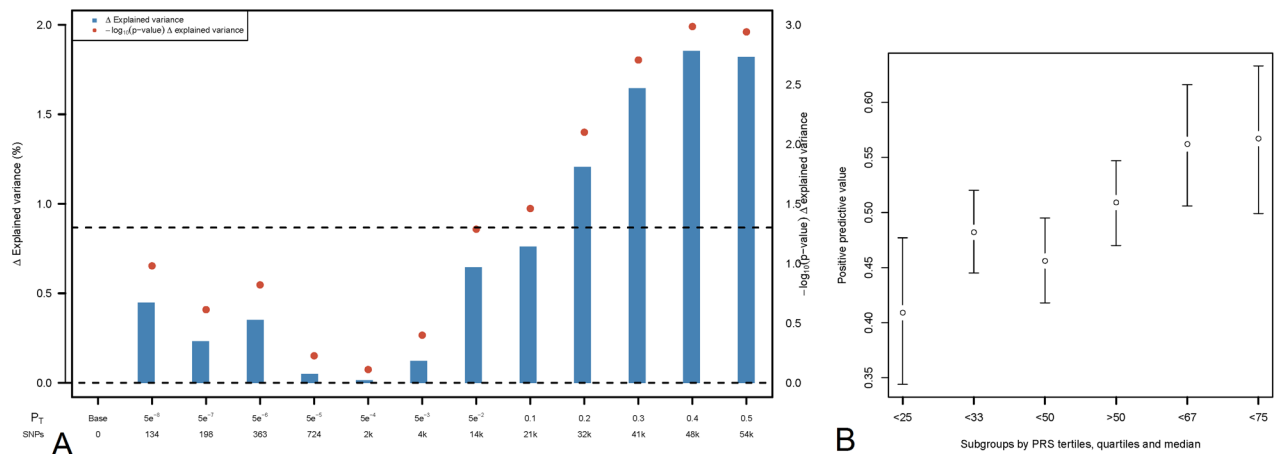 Δ Explained variance
−log₁₀(p−value) Δ explained variance
Δ Explained variance (%)
2.0
1.5
1.0
0.5
0.0
3.0
2.5
2.0
1.5
1.0
0.5
0.0
−log₁₀(p−value) Δ explained variance
P_T Base 5e⁻⁸ 5e⁻⁷ 5e⁻⁶ 5e⁻⁵ 5e⁻⁴ 5e⁻³ 5e⁻² 0.1 0.2 0.3 0.4 0.5
SNPs 0 134 198 363 724 2k 4k 14k 21k 32k 41k 48k 54k
A
Positive predictive value
0.60
0.55
0.50
0.45
0.40
0.35
<25 <33 <50 >50 <67 <75
Subgroups by PRS tertiles, quartiles and median
B